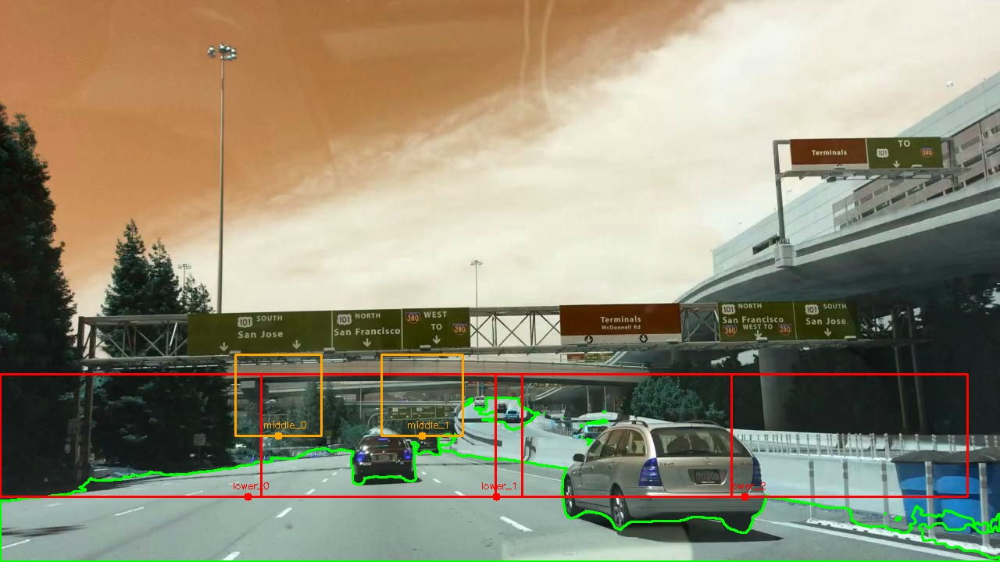 Terminals
TO
101
380
101 SOUTH
San Jose
101 NORTH
San Francisco
380 WEST
TO
280
Terminals
McDonnell Rd
101 NORTH
San Francisco
380 WEST TO 280
101 SOUTH
San Jose
middle_0
middle_1
lower_0
lower_1
lower_2